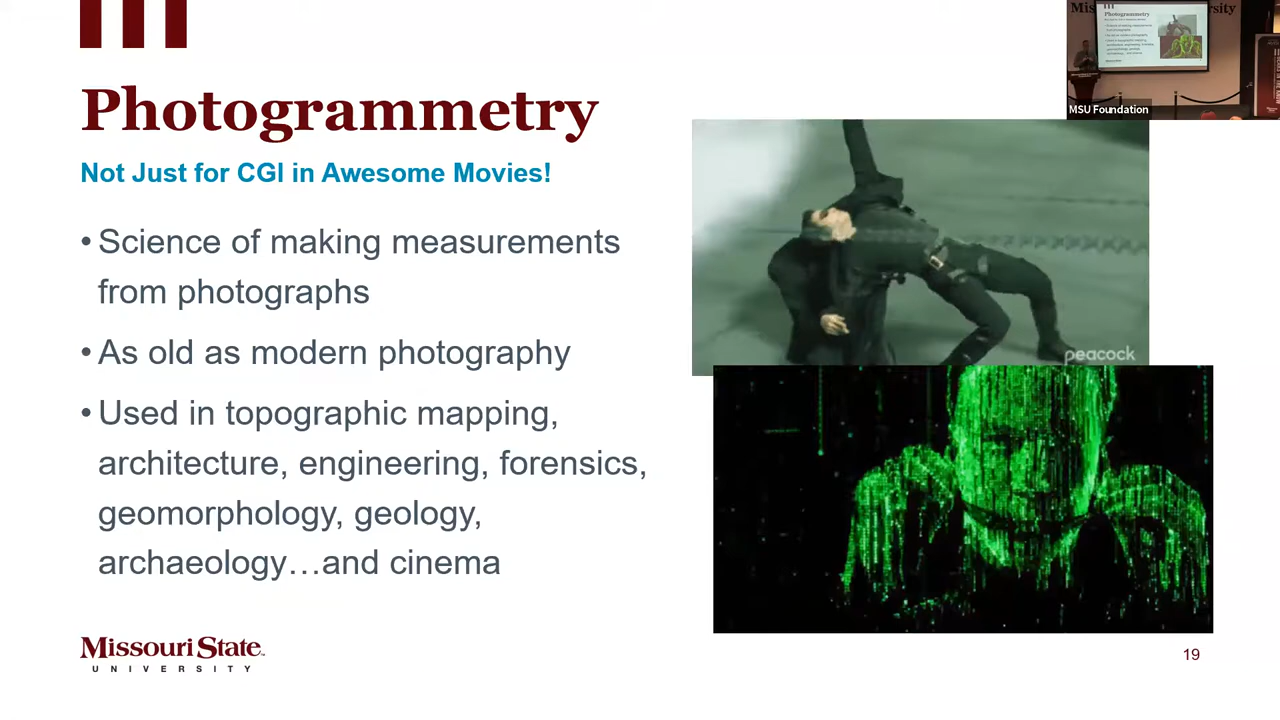 Photogrammetry
Not Just for CGI in Awesome Movies!
• Science of making measurements
from photographs
• As old as modern photography
• Used in topographic mapping,
architecture, engineering, forensics,
geomorphology, geology,
archaeology…and cinema
MSU Foundation
peacock
Missouri State™
UNIVERSITY
19